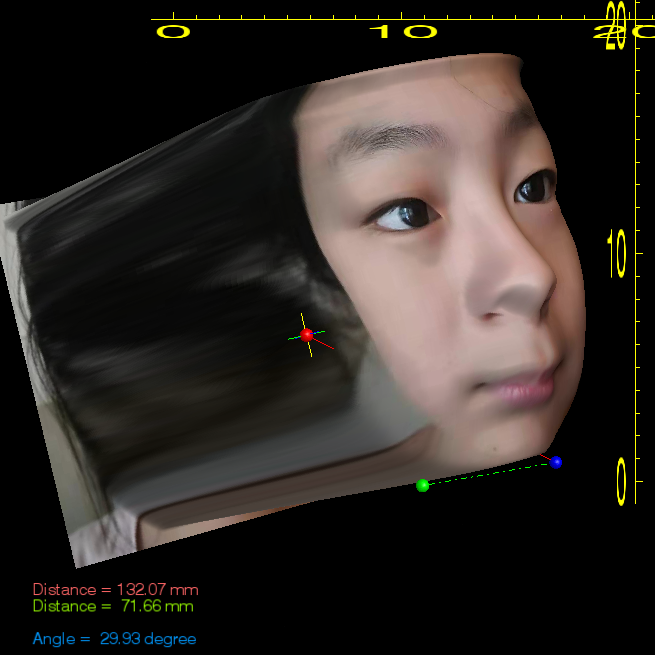 0 10 20
20
10
0
Distance = 132.07 mm
Distance = 71.66 mm
Angle = 29.93 degree